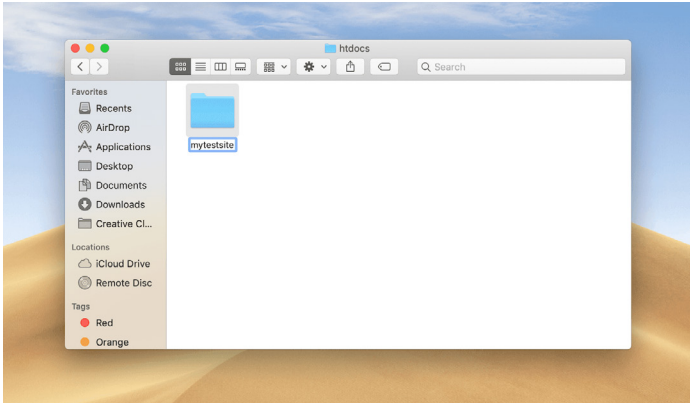 htdocs
Search
Favorites
Recents
AirDrop
Applications
Desktop
Documents
Downloads
Creative Cl...
Locations
iCloud Drive
Remote Disc
Tags
Red
Orange
mytestsite